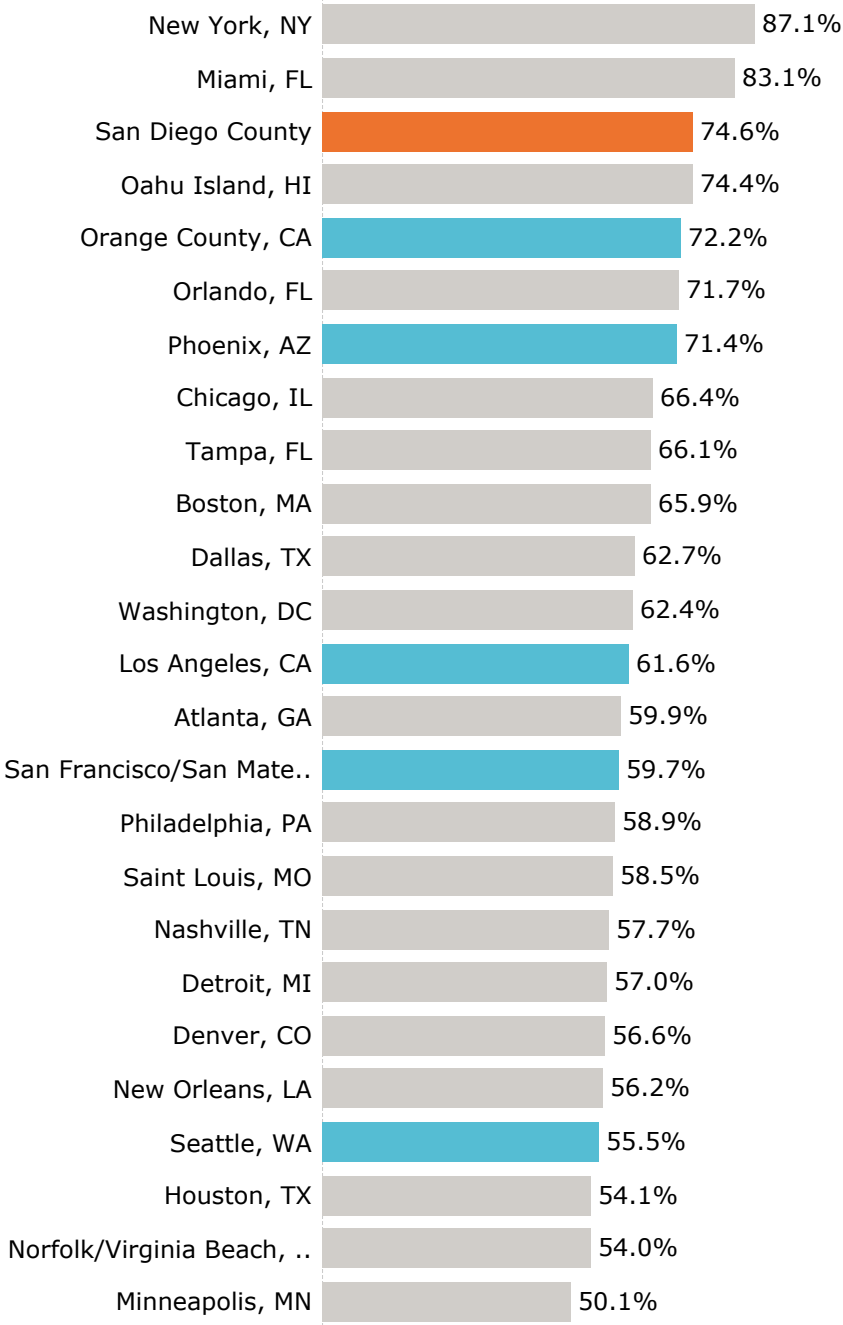 New York, NY 87.1%
Miami, FL 83.1%
San Diego County 74.6%
Oahu Island, HI 74.4%
Orange County, CA 72.2%
Orlando, FL 71.7%
Phoenix, AZ 71.4%
Chicago, IL 66.4%
Tampa, FL 66.1%
Boston, MA 65.9%
Dallas, TX 62.7%
Washington, DC 62.4%
Los Angeles, CA 61.6%
Atlanta, GA 59.9%
San Francisco/San Mate.. 59.7%
Philadelphia, PA 58.9%
Saint Louis, MO 58.5%
Nashville, TN 57.7%
Detroit, MI 57.0%
Denver, CO 56.6%
New Orleans, LA 56.2%
Seattle, WA 55.5%
Houston, TX 54.1%
Norfolk/Virginia Beach, .. 54.0%
Minneapolis, MN 50.1%